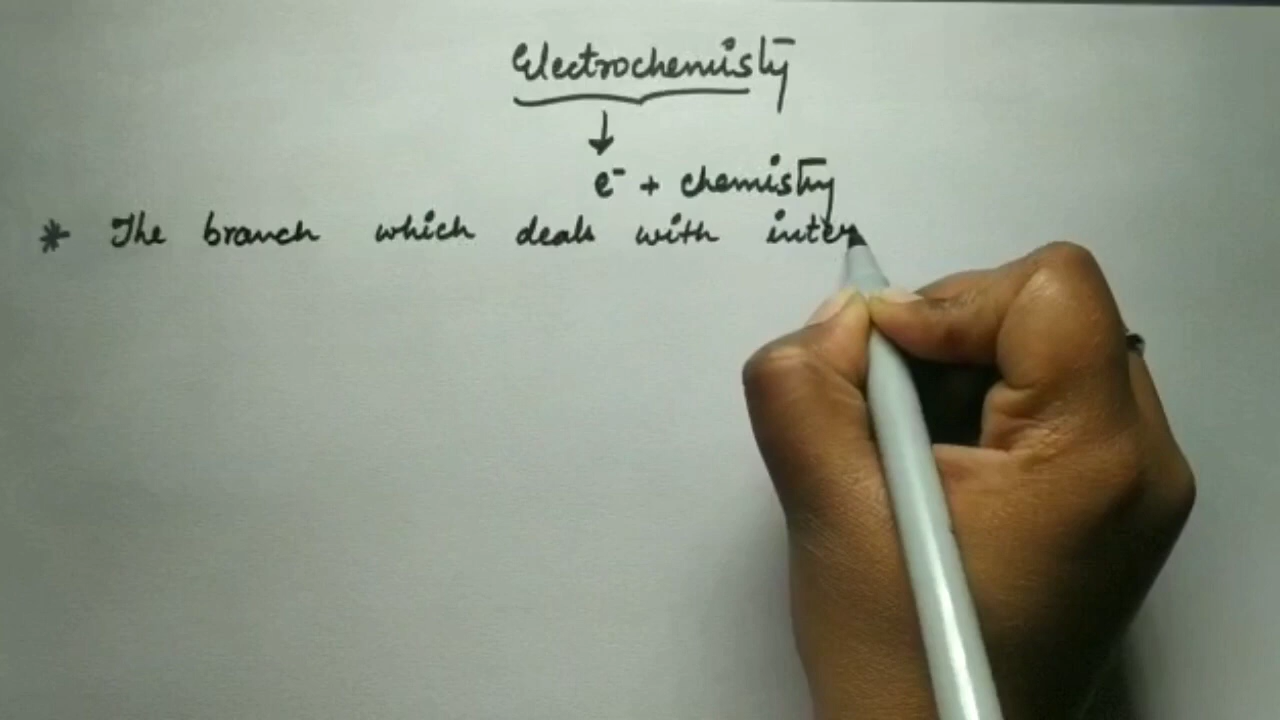 Electrochemistry
e⁻ + chemistry
* The branch which deals with inter